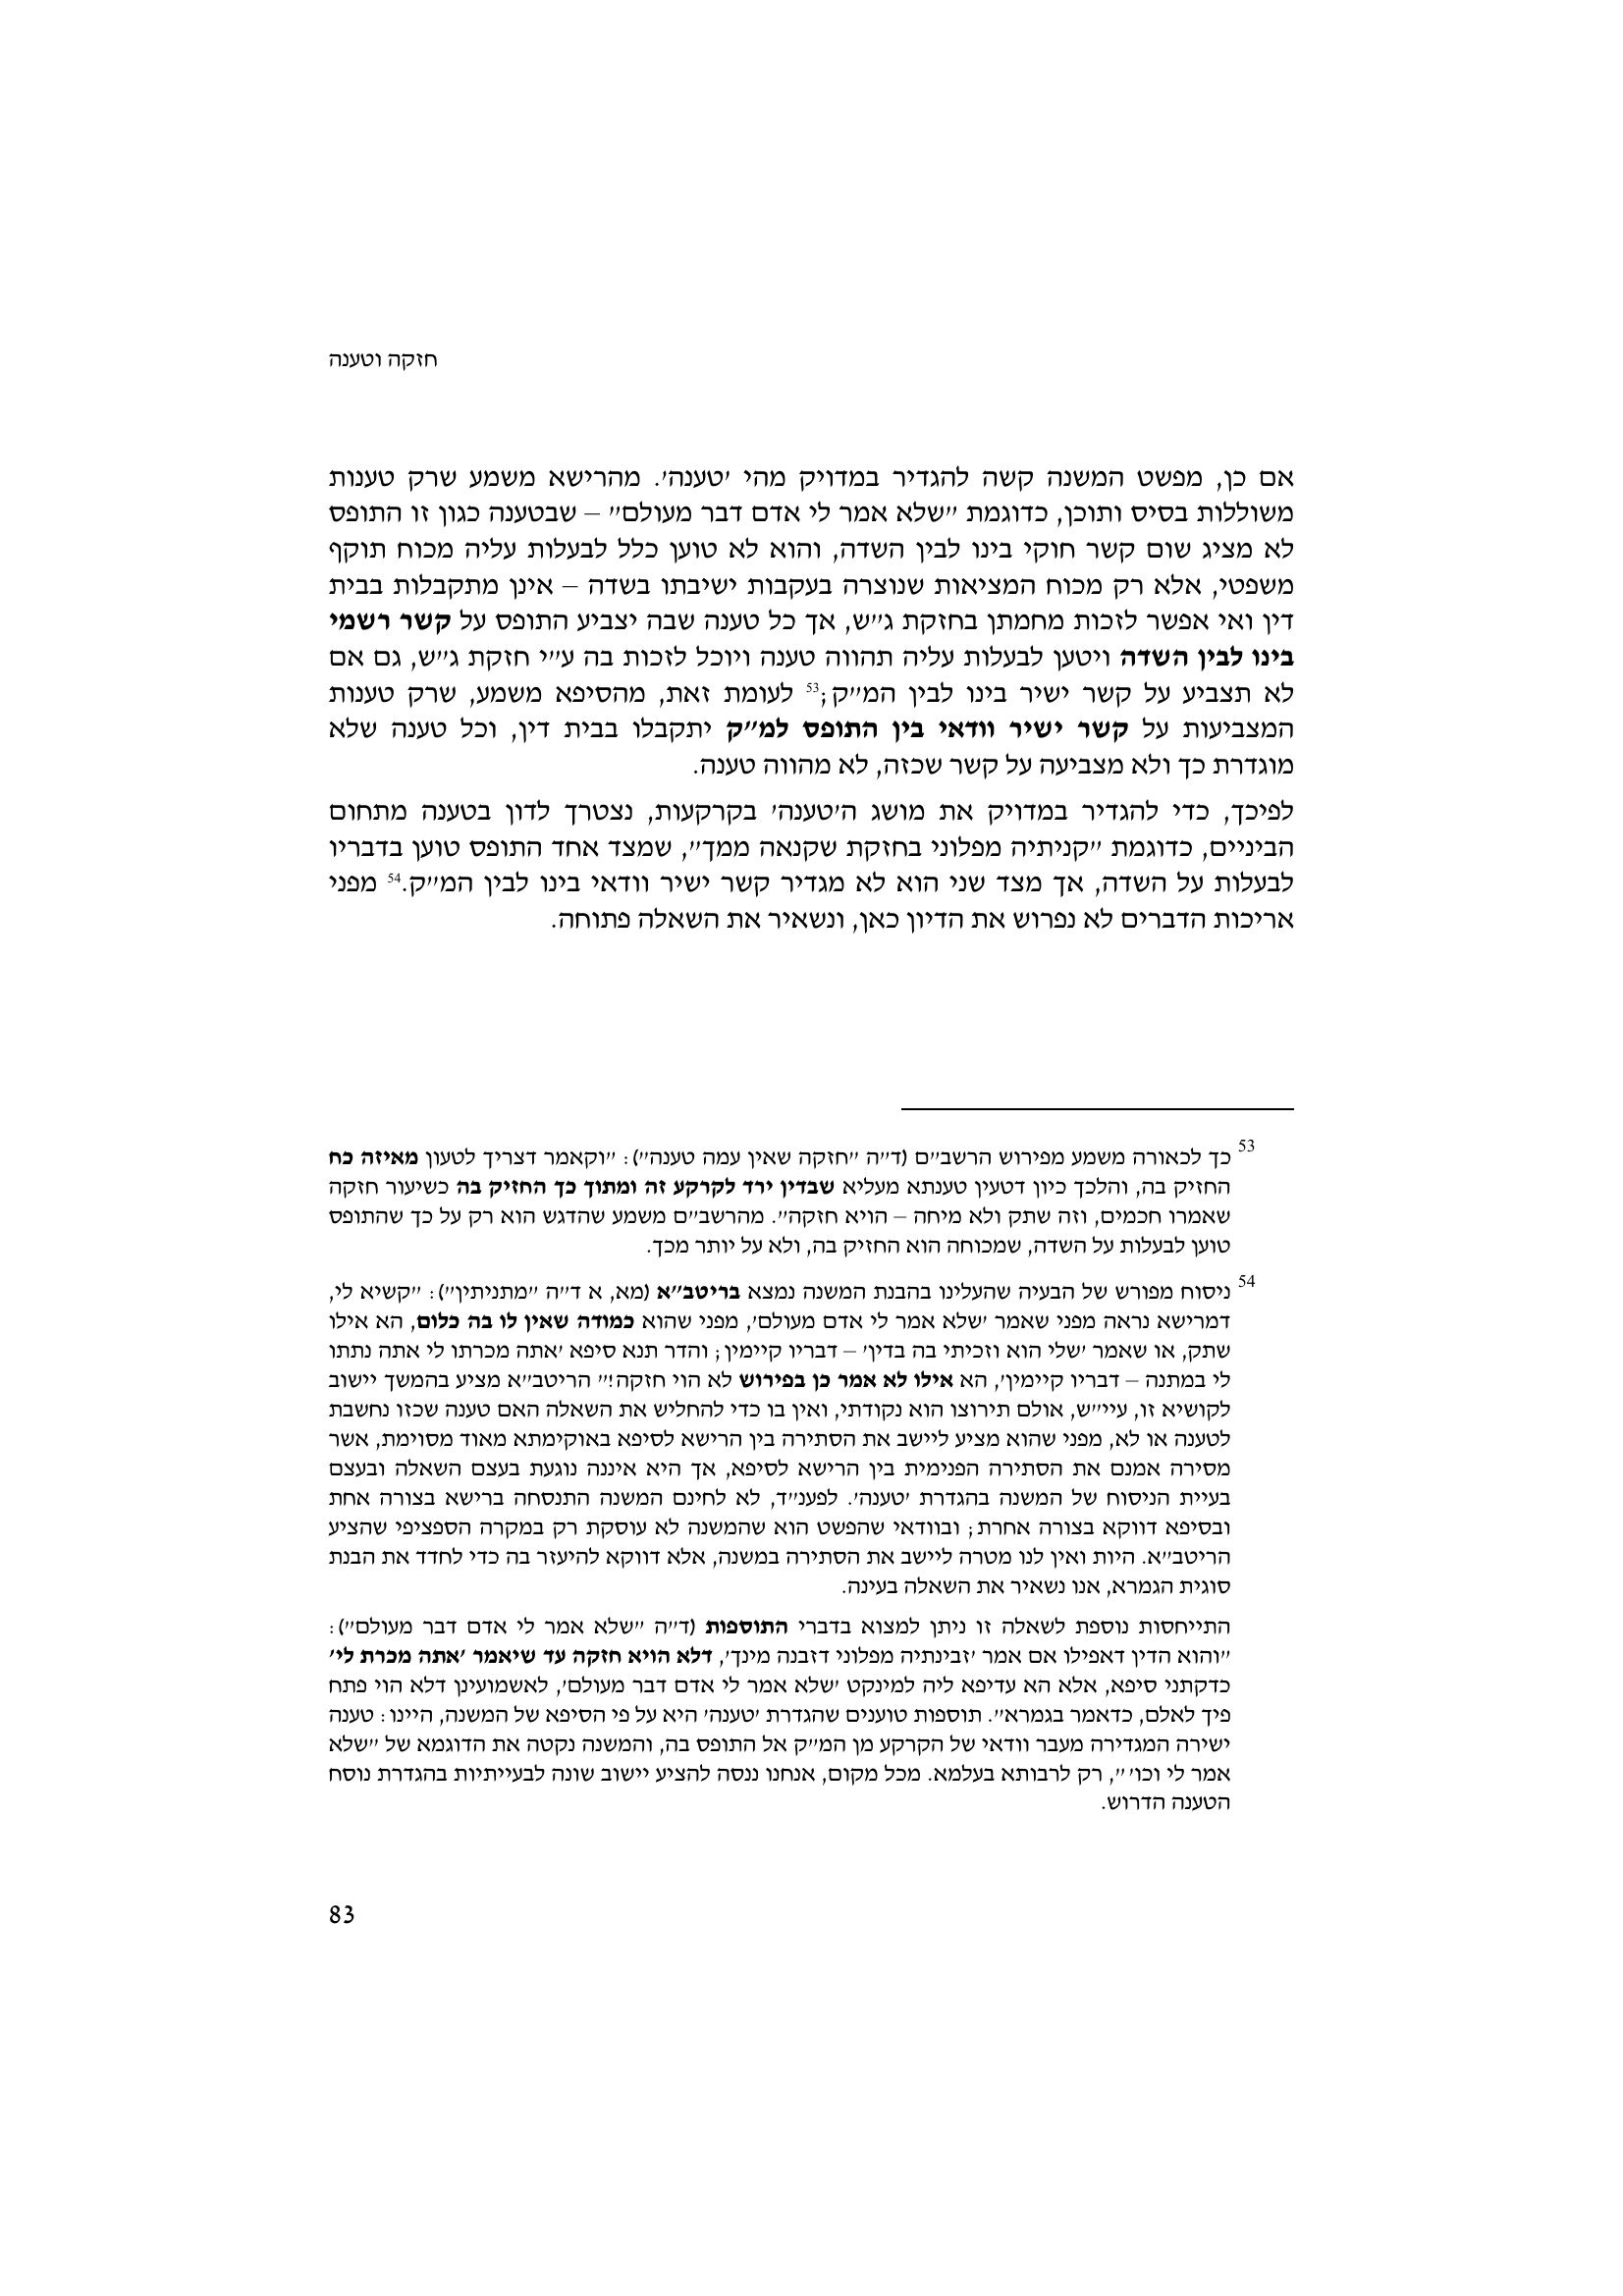 חזקה וטענה
אם כן, מפשט המשנה קשה להגדיר במדויק מהי 'טענה'. מהרישא משמע שרק טענות
משוללות בסיס ותוכן, כדוגמת "שלא אמר לי אדם דבר מעולם" – שבטענה כגון זו התופס
לא מציג שום קשר חוקי בינו לבין השדה, והוא לא טוען כלל לבעלות עליה מכוח תוקף
משפטי, אלא רק מכוח המציאות שנוצרה בעקבות ישיבתו בשדה – אינן מתקבלות בבית
דין ואי אפשר לזכות מחמתן בחזקת ג"ש, אך כל טענה שבה יצביע התופס על קשר רשמי
בינו לבין השדה ויטען לבעלות עליה תהווה טענה ויוכל לזכות בה ע"י חזקת ג"ש, גם אם
לא תצביע על קשר ישיר בינו לבין המ"ק;53 לעומת זאת, מהסיפא משמע, שרק טענות
המצביעות על קשר ישיר וודאי בין התופס למ"ק יתקבלו בבית דין, וכל טענה שלא
מוגדרת כך ולא מצביעה על קשר שכזה, לא מהווה טענה.
לפיכך, כדי להגדיר במדויק את מושג ה'טענה' בקרקעות, נצטרך לדון בטענה מתחום
הביניים, כדוגמת "קניתיה מפלוני בחזקת שקנאה ממך", שמצד אחד התופס טוען בדבריו
לבעלות על השדה, אך מצד שני הוא לא מגדיר קשר ישיר וודאי בינו לבין המ"ק.54 מפני
אריכות הדברים לא נפרוש את הדיון כאן, ונשאיר את השאלה פתוחה.
53 כך לכאורה משמע מפירוש הרשב"ם (ד"ה "חזקה שאין עמה טענה"): "וקאמר דצריך לטעון מאיזה כח
החזיק בה, והלכך כיון דטעין טענתא מעליא שבדין ירד לקרקע זה ומתוך כך החזיק בה כשיעור חזקה
שאמרו חכמים, וזה שתק ולא מיחה – הויא חזקה". מהרשב"ם משמע שהדגש הוא רק על כך שהתופס
טוען לבעלות על השדה, שמכוחה הוא החזיק בה, ולא על יותר מכך.
54 ניסוח מפורש של הבעיה שהעלינו בהבנת המשנה נמצא בריטב"א (מא, א ד"ה "מתניתין"): "קשיא לי,
דמרישא נראה מפני שאמר 'שלא אמר לי אדם מעולם', מפני שהוא כמודה שאין לו בה כלום, הא אילו
שתק, או שאמר 'שלי הוא וזכיתי בה בדין' – דבריו קיימין; והדר תנא סיפא 'אתה מכרתו לי אתה נתתו
לי במתנה – דבריו קיימין', הא אילו לא אמר כן בפירוש לא הוי חזקה!" הריטב"א מציע בהמשך יישוב
לקושיא זו, עיי"ש, אולם תירוצו הוא נקודתי, ואין בו כדי להחליש את השאלה האם טענה שכזו נחשבת
לטענה או לא, מפני שהוא מציע ליישב את הסתירה בין הרישא לסיפא באוקימתא מאוד מסוימת, אשר
מסירה אמנם את הסתירה הפנימית בין הרישא לסיפא, אך היא איננה נוגעת בעצם השאלה ובעצם
בעיית הניסוח של המשנה בהגדרת 'טענה'. לפענ"ד, לא לחינם המשנה התנסחה ברישא בצורה אחת
ובסיפא דווקא בצורה אחרת; ובוודאי שהפשט הוא שהמשנה לא עוסקת רק במקרה הספציפי שהציע
הריטב"א. היות ואין לנו מטרה ליישב את הסתירה במשנה, אלא דווקא להיעזר בה כדי לחדד את הבנת
סוגית הגמרא, אנו נשאיר את השאלה בעינה.
התייחסות נוספת לשאלה זו ניתן למצוא בדברי התוספות (ד"ה "שלא אמר לי אדם דבר מעולם"):
"והוא הדין דאפילו אם אמר 'זבינתיה מפלוני דזבנה מינך', דלא הויא חזקה עד שיאמר 'אתה מכרת לי'
כדקתני סיפא, אלא הא עדיפא ליה למינקט 'שלא אמר לי אדם דבר מעולם', לאשמועינן דלא הוי פתח
פיך לאלם, כדאמר בגמרא". תוספות טוענים שהגדרת 'טענה' היא על פי הסיפא של המשנה, היינו: טענה
ישירה המגדירה מעבר וודאי של הקרקע מן המ"ק אל התופס בה, והמשנה נקטה את הדוגמא של "שלא
אמר לי וכו'", רק לרבותא בעלמא. מכל מקום, אנחנו ננסה להציע יישוב שונה לבעייתיות בהגדרת נוסח
הטענה הדרוש.
83